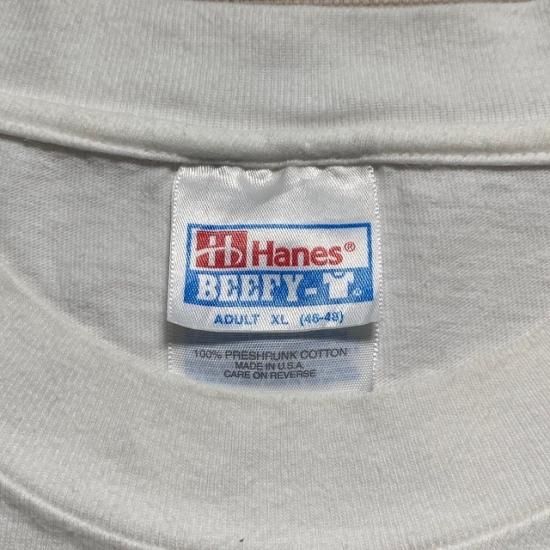 Hanes®
BEEFY-
ADULT XL (46-48)
100% PRESHRUNK COTTON
MADE IN U.S.A.
CARE ON REVERSE